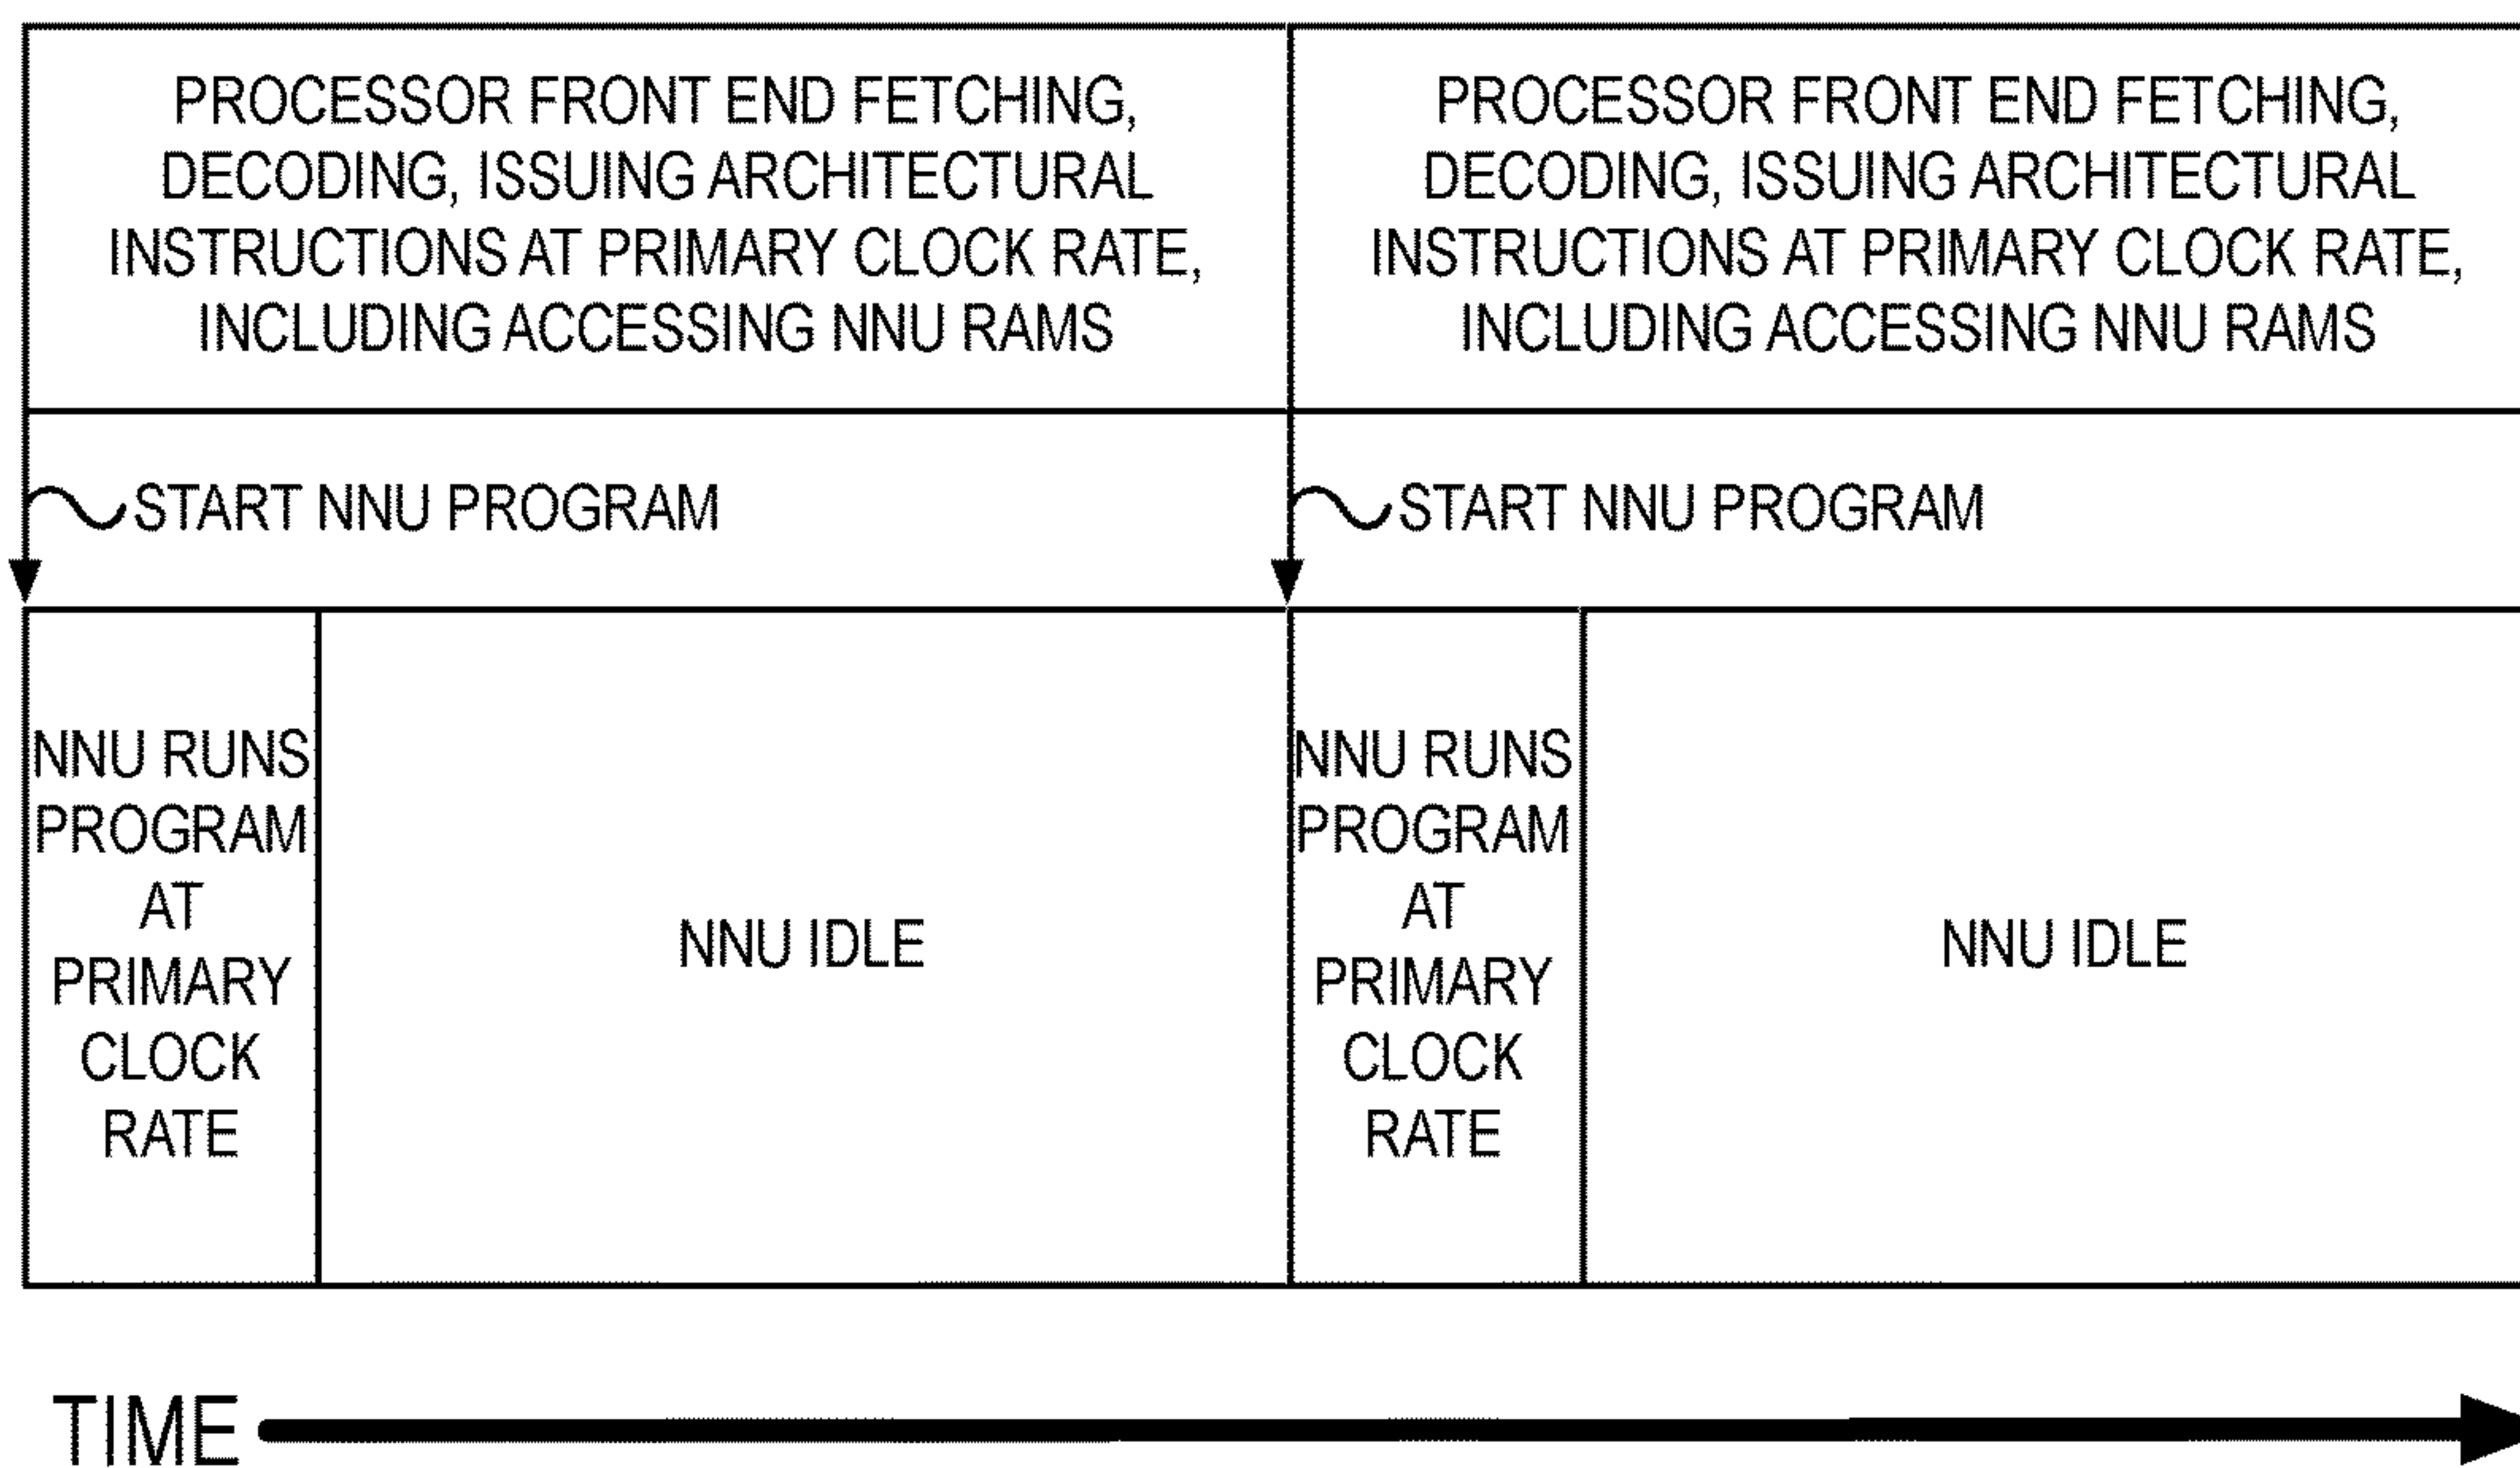 PROCESSOR FRONT END FETCHING,
DECODING, ISSUING ARCHITECTURAL
INSTRUCTIONS AT PRIMARY CLOCK RATE,
INCLUDING ACCESSING NNU RAMS
PROCESSOR FRONT END FETCHING,
DECODING, ISSUING ARCHITECTURAL
INSTRUCTIONS AT PRIMARY CLOCK RATE,
INCLUDING ACCESSING NNU RAMS
START NNU PROGRAM
START NNU PROGRAM
NNU RUNS
PROGRAM
AT
PRIMARY
CLOCK
RATE
NNU IDLE
NNU RUNS
PROGRAM
AT
PRIMARY
CLOCK
RATE
NNU IDLE
TIME